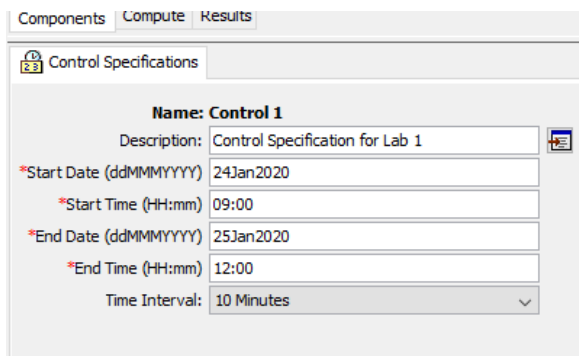 Components Compute Results
Control Specifications
Name: Control 1
Description: Control Specification for Lab 1
*Start Date (ddMMMYYYY) 24Jan2020
*Start Time (HH:mm) 09:00
*End Date (ddMMMYYYY) 25Jan2020
*End Time (HH:mm) 12:00
Time Interval: 10 Minutes